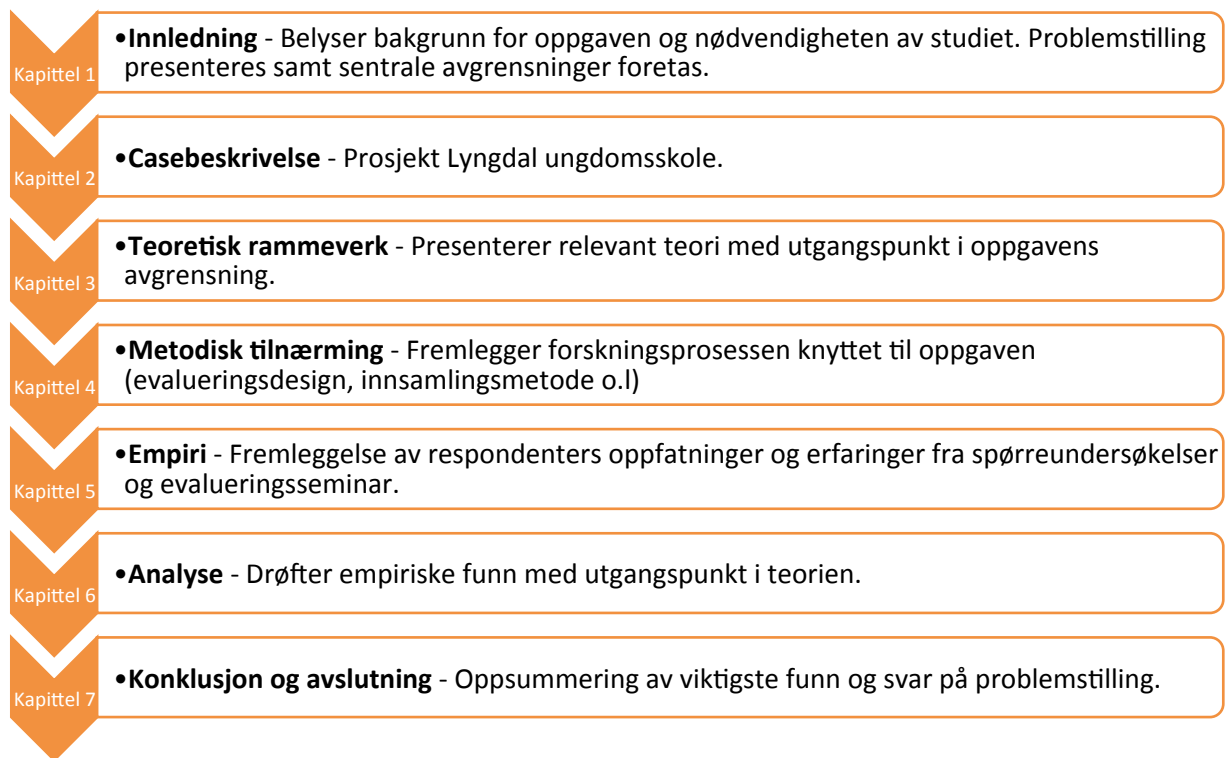 Kapittel 1
•Innledning - Belyser bakgrunn for oppgaven og nødvendigheten av studiet. Problemstilling
presenteres samt sentrale avgrensninger foretas.
Kapittel 2
•Casebeskrivelse - Prosjekt Lyngdal ungdomsskole.
Kapittel 3
•Teoretisk rammeverk - Presenterer relevant teori med utgangspunkt i oppgavens
avgrensning.
Kapittel 4
•Metodisk tilnærming - Fremlegger forskningsprosessen knyttet til oppgaven
(evalueringsdesign, innsamlingsmetode o.l)
Kapittel 5
•Empiri - Fremleggelse av respondenters oppfatninger og erfaringer fra spørreundersøkelser
og evalueringsseminar.
Kapittel 6
•Analyse - Drøfter empiriske funn med utgangspunkt i teorien.
Kapittel 7
•Konklusjon og avslutning - Oppsummering av viktigste funn og svar på problemstilling.